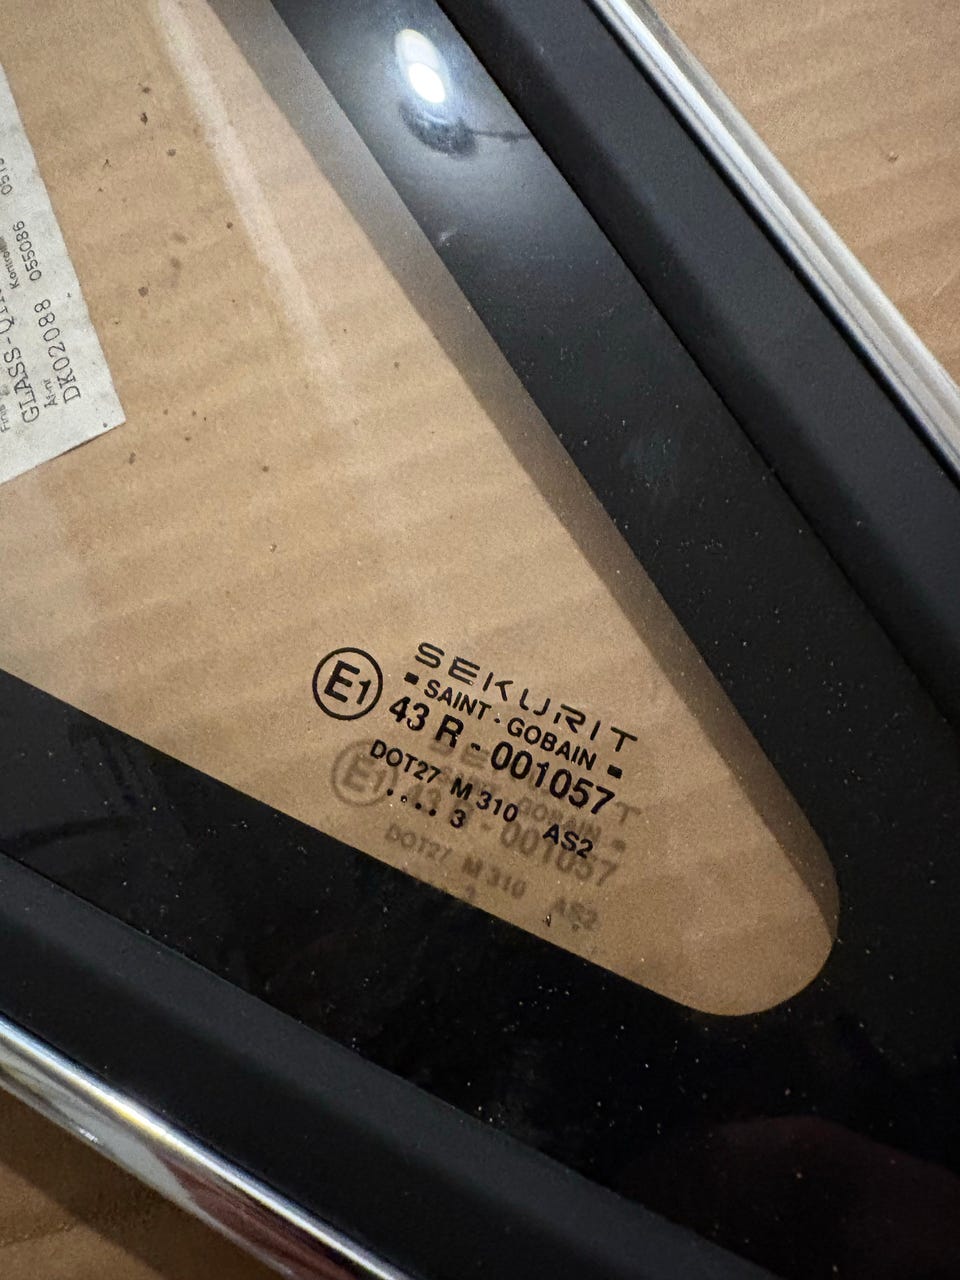 GLASS-
DK02088 055086
SEKURIT
E1
SAINT-GOBAIN
43 R - 001057
DOT27 M 310 AS2
.... 3